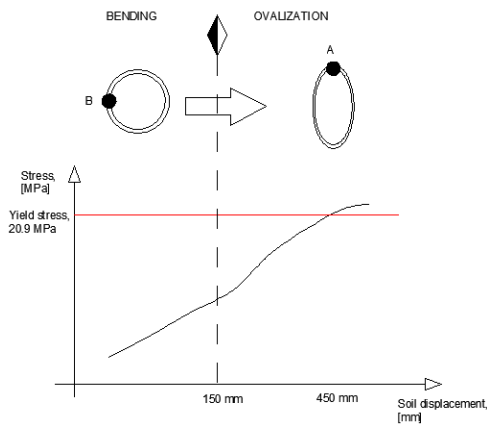 BENDING
OVALIZATION
A
B
Stress,
[MPa]
Yield stress,
20.9 MPa
150 mm
450 mm
Soil displacement,
[mm]